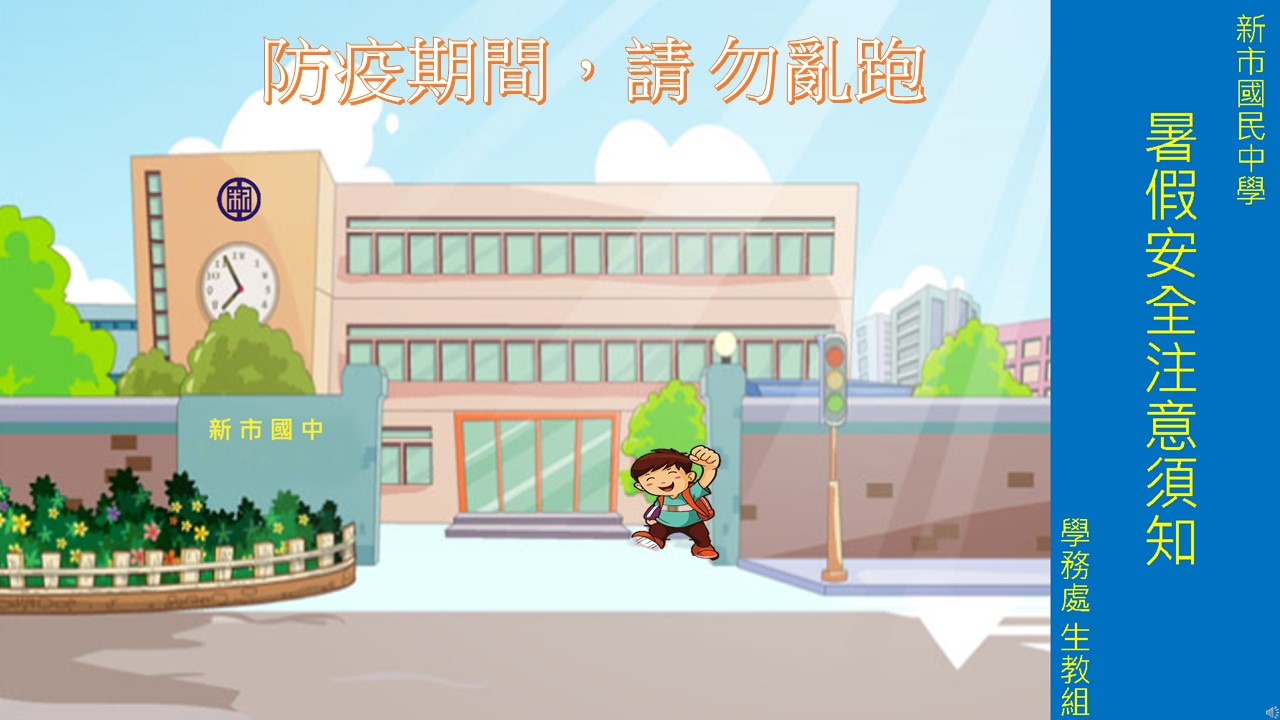 防疫期間，請 勿亂跑
新市國民中學
暑假安全注意須知
學務處 生教組
新市國中